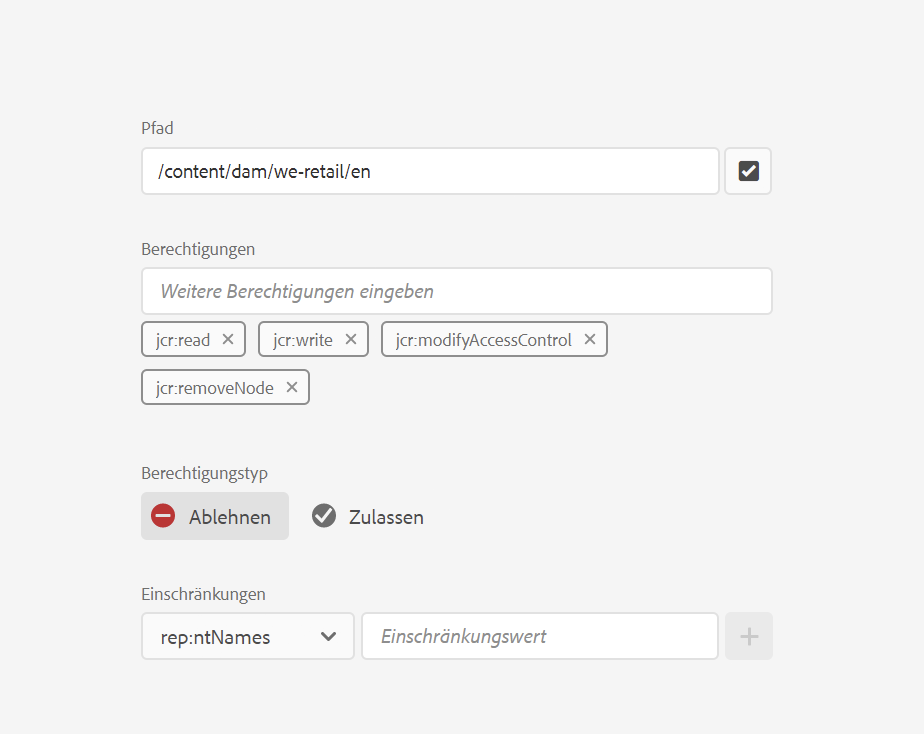 Pfad
/content/dam/we-retail/en
Berechtigungen
Weitere Berechtigungen eingeben
jcr:read jcr:write jcr:modifyAccessControl
jcr:removeNode
Berechtigungstyp
Ablehnen Zulassen
Einschränkungen
rep:ntNames Einschränkungswert